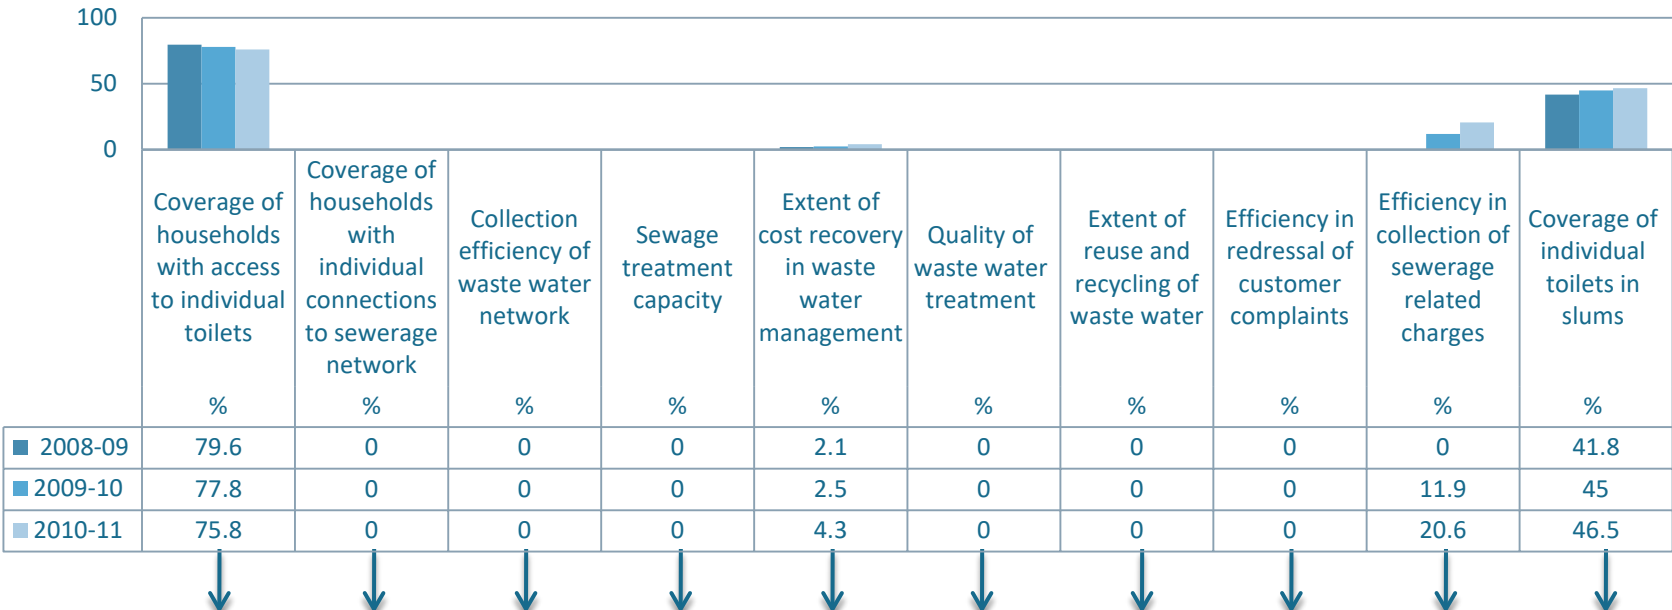 100
50
0
Coverage of
households
with access
to individual
toilets
%
Coverage of
households
with
individual
connections
to sewerage
network
%
Collection
efficiency of
waste water
network
%
Sewage
treatment
capacity
%
Extent of
cost recovery
in waste
water
management
%
Quality of
waste water
treatment
%
Extent of
reuse and
recycling of
waste water
%
Efficiency in
redressal of
customer
complaints
%
Efficiency in
collection of
sewerage
related
charges
%
Coverage of
individual
toilets in
slums
%
2008-09 79.6 0 0 0 2.1 0 0 0 0 41.8
2009-10 77.8 0 0 0 2.5 0 0 0 11.9 45
2010-11 75.8 0 0 0 4.3 0 0 0 20.6 46.5